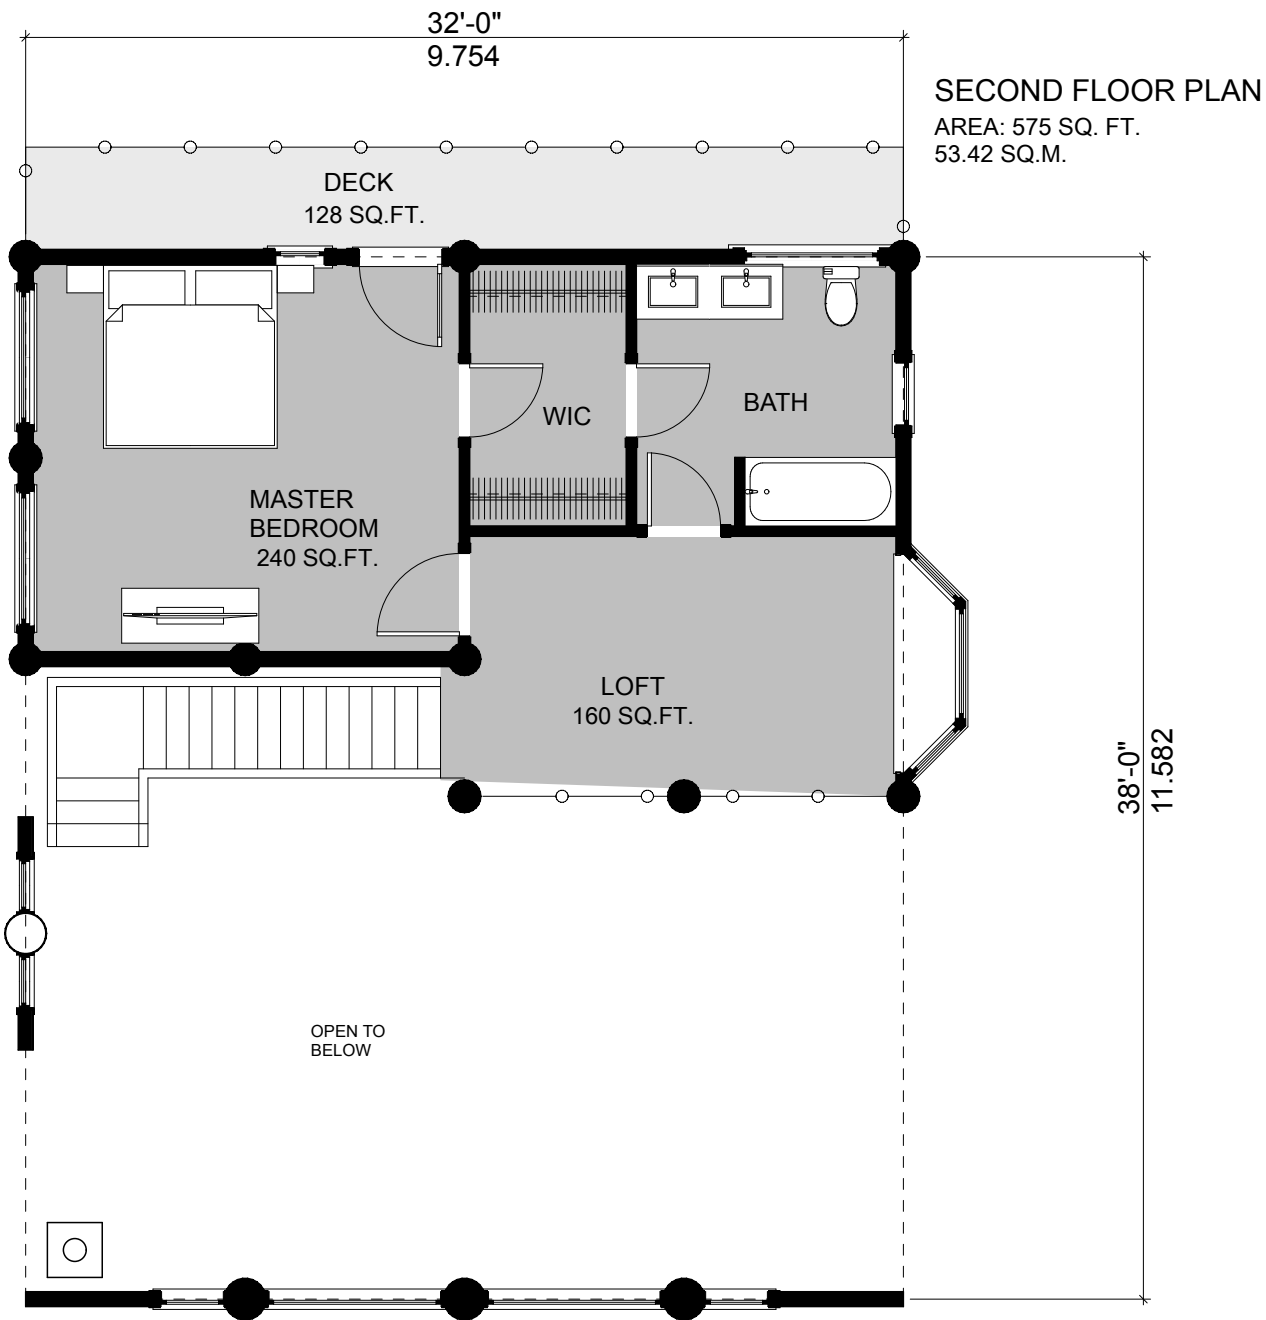 32'-0"
9.754
SECOND FLOOR PLAN
AREA: 575 SQ. FT.
53.42 SQ.M.
DECK
128 SQ.FT.
WIC
BATH
MASTER
BEDROOM
240 SQ.FT.
LOFT
160 SQ.FT.
38'-0"
11.582
OPEN TO
BELOW